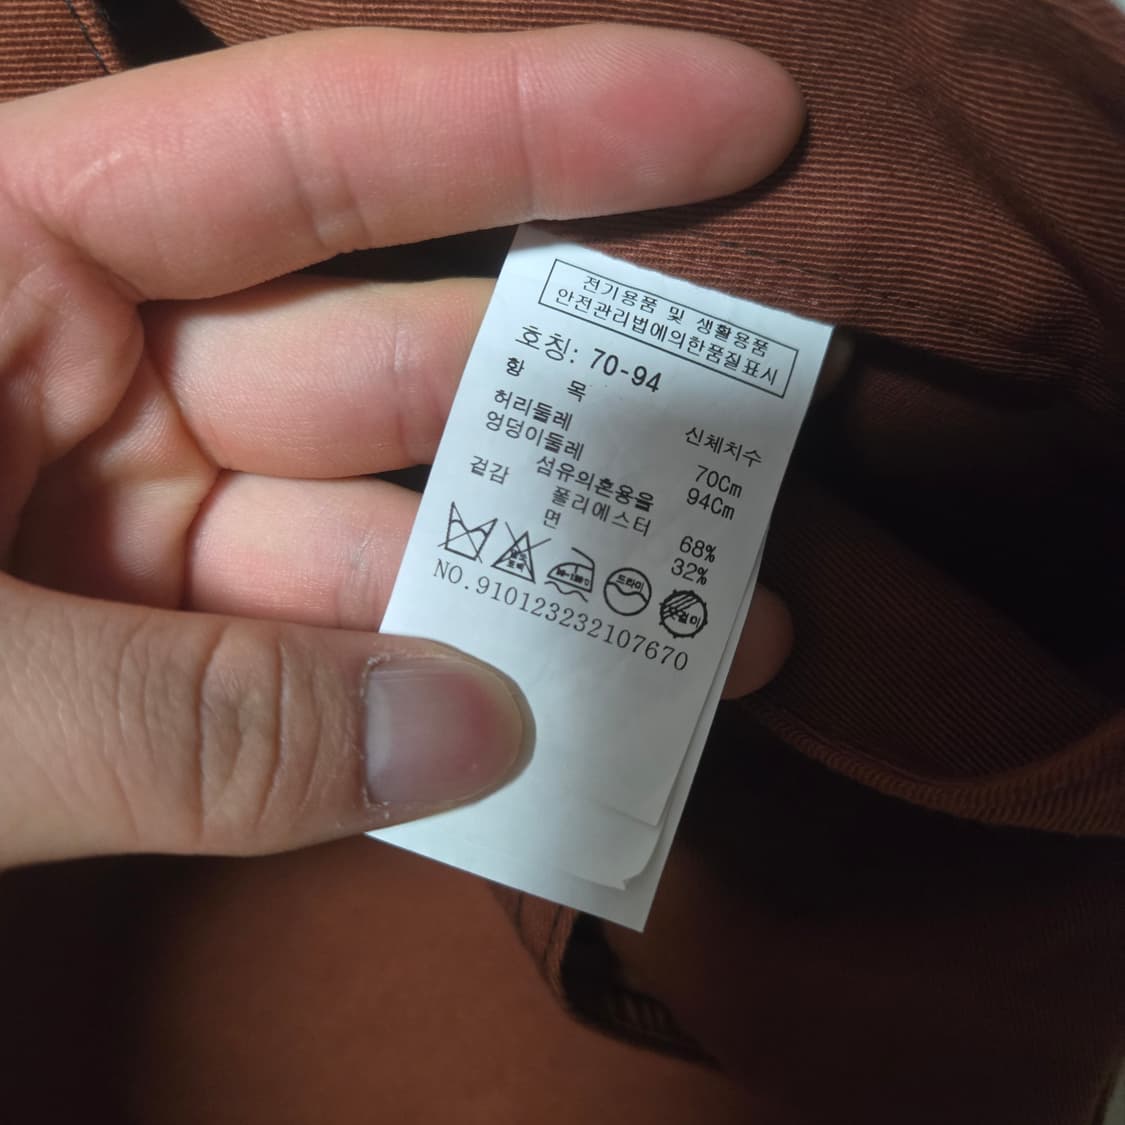 전기용품 및 생활용품
안전관리법에의한품질표시
호칭: 70-94
항 목 신체치수
허리둘레 70Cm
엉덩이둘레 94Cm
섬유의혼용율
겉감 폴리에스터 68%
면 32%
드라이
옷걸이
NO.910123232107670